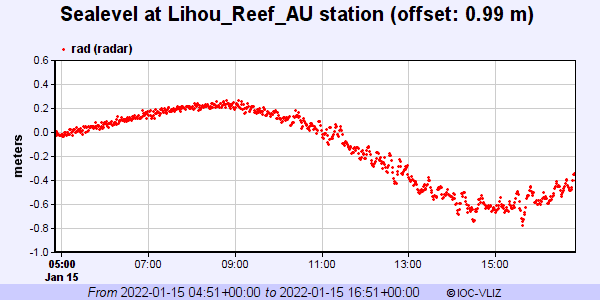 Sealevel at Lihou_Reef_AU station (offset: 0.99 m)
rad (radar)
0.6
0.4
0.2
0.0
-0.2
-0.4
-0.6
-0.8
-1.0
meters
05:00 07:00 09:00 11:00 13:00 15:00
Jan 15
From 2022-01-15 04:51+00:00 to 2022-01-15 16:51+00:00 © IOC-VLIZ